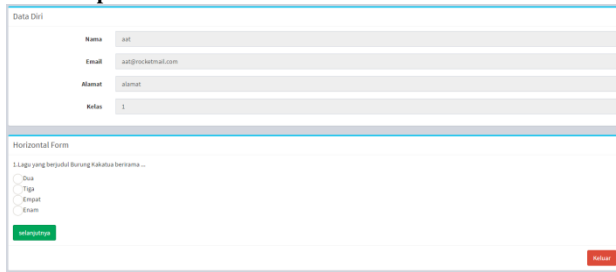 Data Diri
Nama aat
Email aat@rocketmail.com
Alamat alamat
Kelas 1
Horizontal Form
1.Lagu yang berjudul Burung Kakatua berirama ...
Dua
Tiga
Empat
Enam
selanjutnya
Keluar